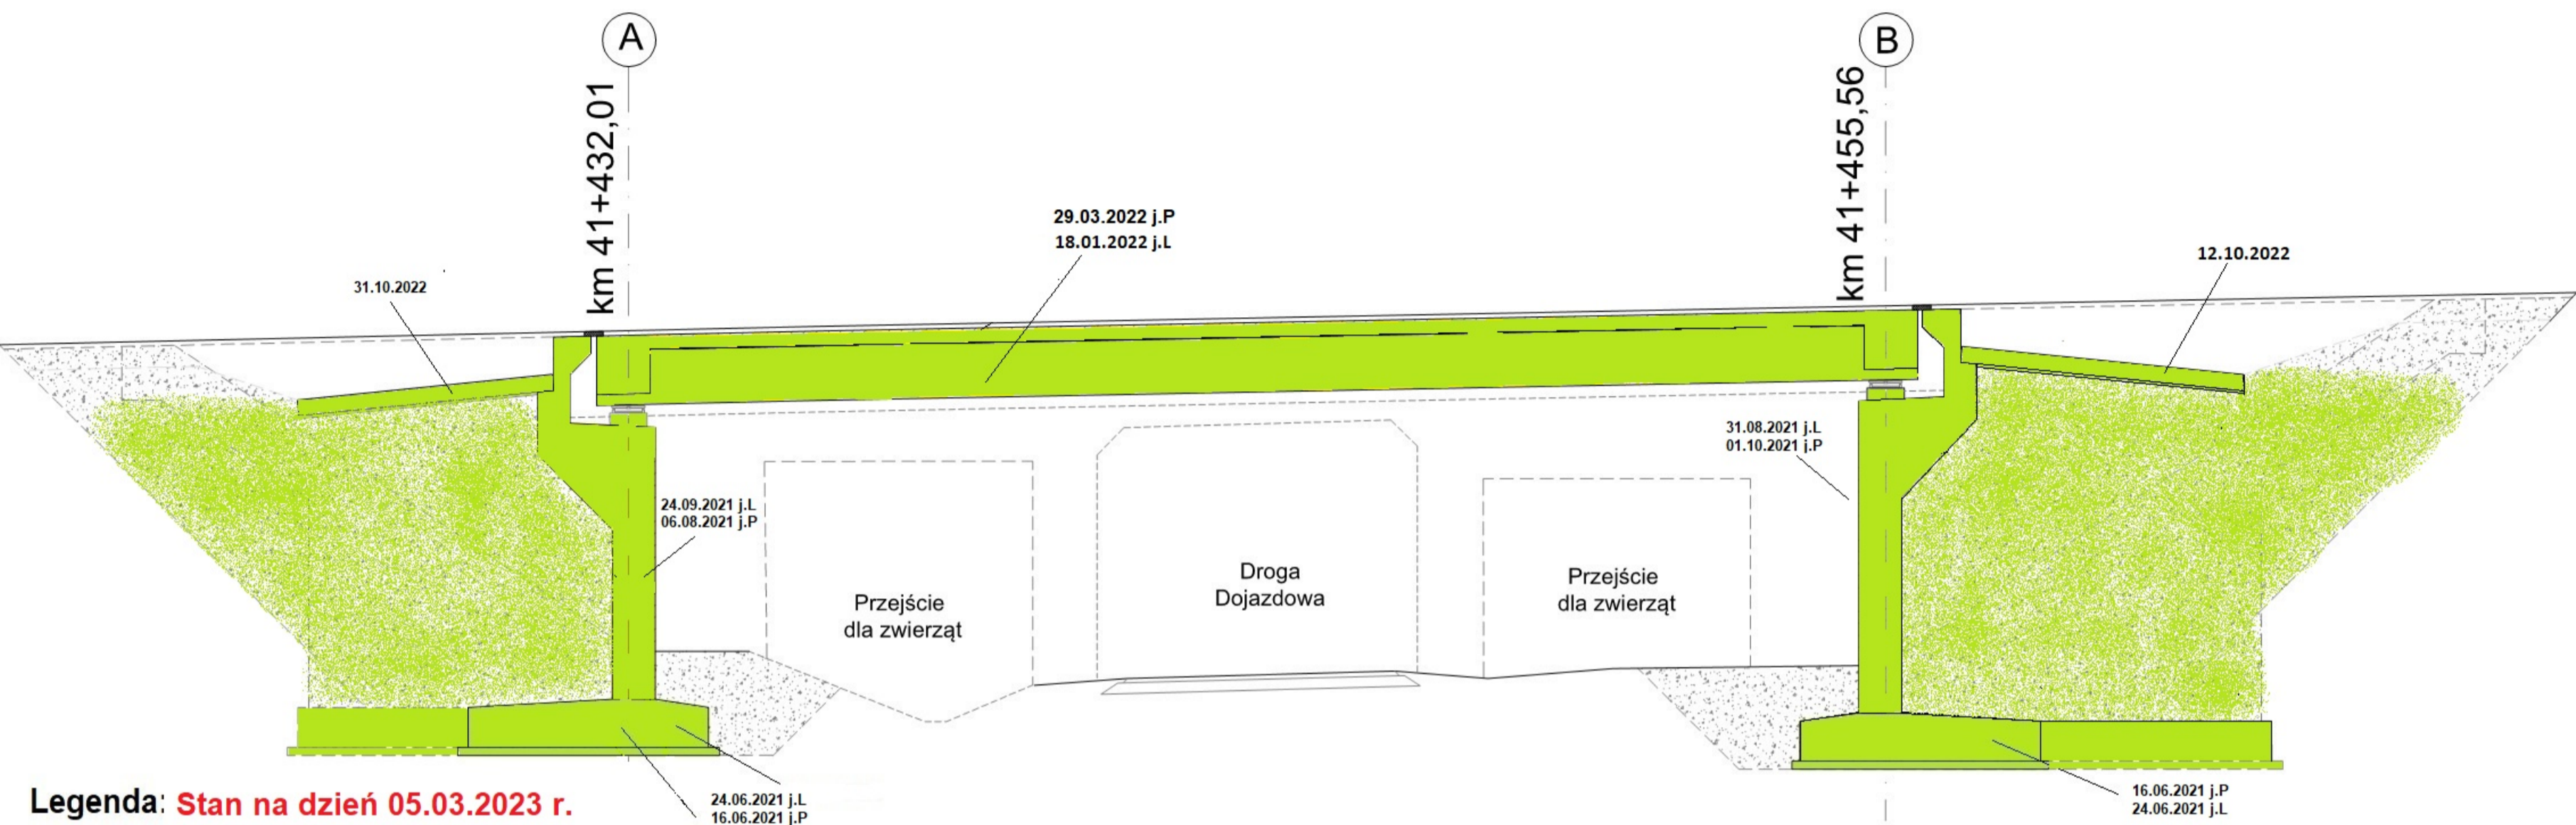 A
B
km 41+432,01
km 41+455,56
29.03.2022 j.P
18.01.2022 j.L
12.10.2022
31.10.2022
31.08.2021 j.L
01.10.2021 j.P
24.09.2021 j.L
06.08.2021 j.P
Przejście
dla zwierząt
Droga
Dojazdowa
Przejście
dla zwierząt
24.06.2021 j.L
16.06.2021 j.P
16.06.2021 j.P
24.06.2021 j.L
Legenda: Stan na dzień 05.03.2023 r.